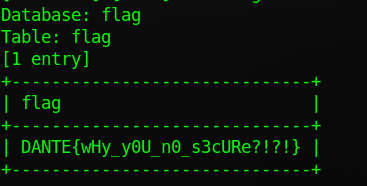 Database: flag
Table: flag
[1 entry]
+------------------------------+
| flag                         |
+------------------------------+
| DANTE{wHy_y0U_n0_s3cURe?!?!} |
+------------------------------+